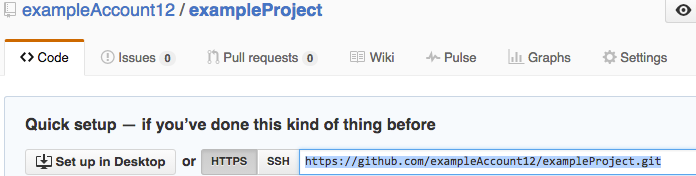 exampleAccount12 / exampleProject
Code Issues 0 Pull requests 0 Wiki Pulse Graphs Settings
Quick setup — if you've done this kind of thing before
Set up in Desktop or HTTPS SSH https://github.com/exampleAccount12/exampleProject.git